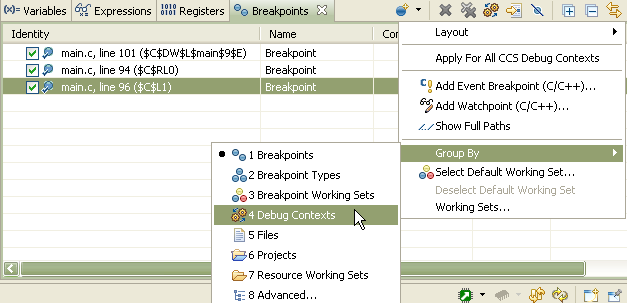 (x)= Variables
Expressions
1010 0101 Registers
Breakpoints
Identity
Name
Con
main.c, line 101 ($C$DW$L$main$9$E)
Breakpoint
main.c, line 94 ($C$RL0)
Breakpoint
main.c, line 96 ($C$L1)
Breakpoint
Layout
Apply For All CCS Debug Contexts
Add Event Breakpoint (C/C++)...
Add Watchpoint (C/C++)...
Show Full Paths
Group By
Select Default Working Set...
Deselect Default Working Set
Working Sets...
1 Breakpoints
2 Breakpoint Types
3 Breakpoint Working Sets
4 Debug Contexts
5 Files
6 Projects
7 Resource Working Sets
8 Advanced...